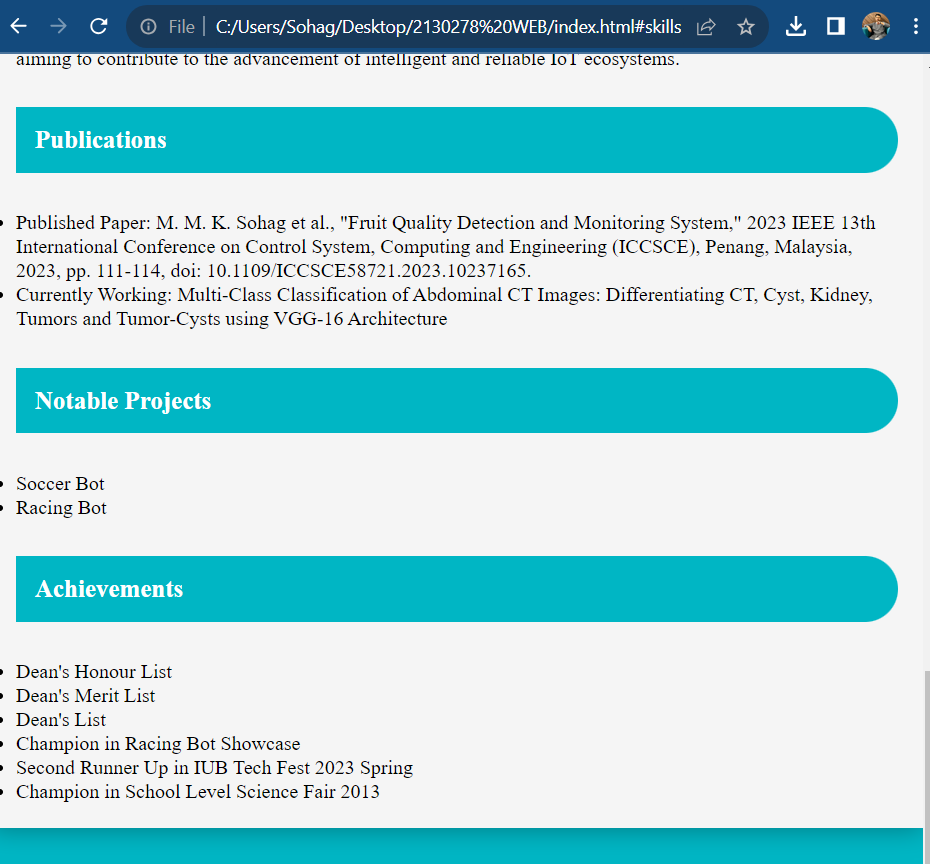 File
C:/Users/Sohag/Desktop/2130278%20WEB/index.html#skills
aiming to contribute to the advancement of intelligent and reliable IoT ecosystems.
Publications
Published Paper: M. M. K. Sohag et al., "Fruit Quality Detection and Monitoring System," 2023 IEEE 13th
International Conference on Control System, Computing and Engineering (ICCSCE), Penang, Malaysia,
2023, pp. 111-114, doi: 10.1109/ICCSCE58721.2023.10237165.
Currently Working: Multi-Class Classification of Abdominal CT Images: Differentiating CT, Cyst, Kidney,
Tumors and Tumor-Cysts using VGG-16 Architecture
Notable Projects
Soccer Bot
Racing Bot
Achievements
Dean's Honour List
Dean's Merit List
Dean's List
Champion in Racing Bot Showcase
Second Runner Up in IUB Tech Fest 2023 Spring
Champion in School Level Science Fair 2013